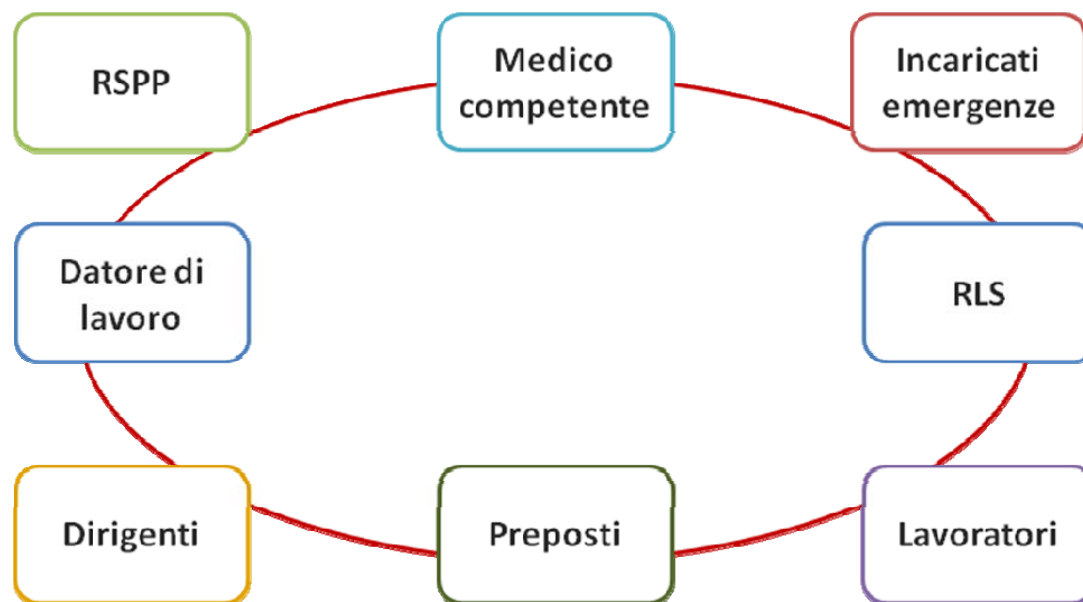 RSPP
Medico
competente
Incaricati
emergenze
Datore di
lavoro
RLS
Dirigenti
Preposti
Lavoratori